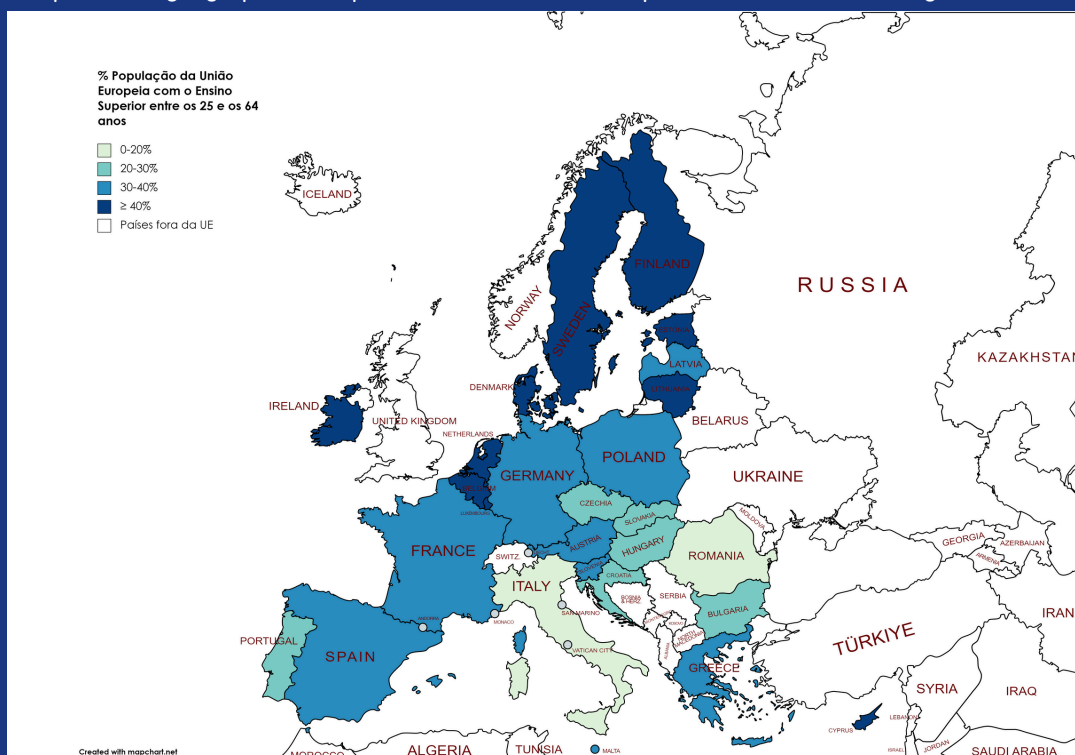 % População da União
Europeia com o Ensino
Superior entre os 25 e os 64
anos
0-20%
20-30%
30-40%
≥ 40%
Países fora da UE
ICELAND
NORWAY
SWEDEN
FINLAND
RUSSIA
ESTONIA
LATVIA
LITHUANIA
KAZAKHSTAN
DENMARK
IRELAND
UNITED KINGDOM
BELARUS
NETHERLANDS
BELGIUM
LUXEMBOURG
GERMANY
POLAND
UKRAINE
CZECHIA
SLOVAKIA
MOLDOVA
FRANCE
SWITZ.
AUSTRIA
HUNGARY
ROMANIA
SLOVENIA
CROATIA
GEORGIA
AZERBAIJAN
ARMENIA
ITALY
BOSNIA
& HERZ.
SERBIA
SAN MARINO
MONACO
KOSOVO
BULGARIA
ANDORRA
PORTUGAL
SPAIN
VATICAN CITY
NORTH
MACEDONIA
ALBANIA
GREECE
TÜRKIYE
IRAN
SYRIA
IRAQ
CYPRUS
LEBANON
ISRAEL
JORDAN
SAUDI ARABIA
MALTA
MOROCCO
ALGERIA
TUNISIA
Created with mapchart.net